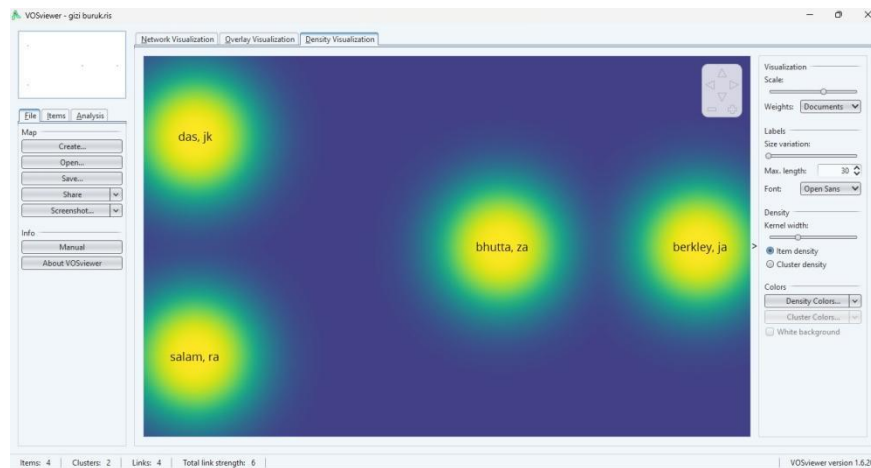 VOSviewer - gizi buruk.ris
Network Visualization Overlay Visualization Density Visualization
File Items Analysis
Map
Create...
Open...
Save...
Share
Screenshot...
Info
Manual
About VOSviewer
das, jk
bhutta, za
berkley, ja
salam, ra
>
Visualization
Scale:
Weights: Documents
Labels
Size variation:
Max. length: 30
Font: Open Sans
Density
Kernel width:
Item density
Cluster density
Colors
Density Colors...
Cluster Colors...
White background
Items: 4 Clusters: 2 Links: 4 Total link strength: 6
VOSviewer version 1.6.20